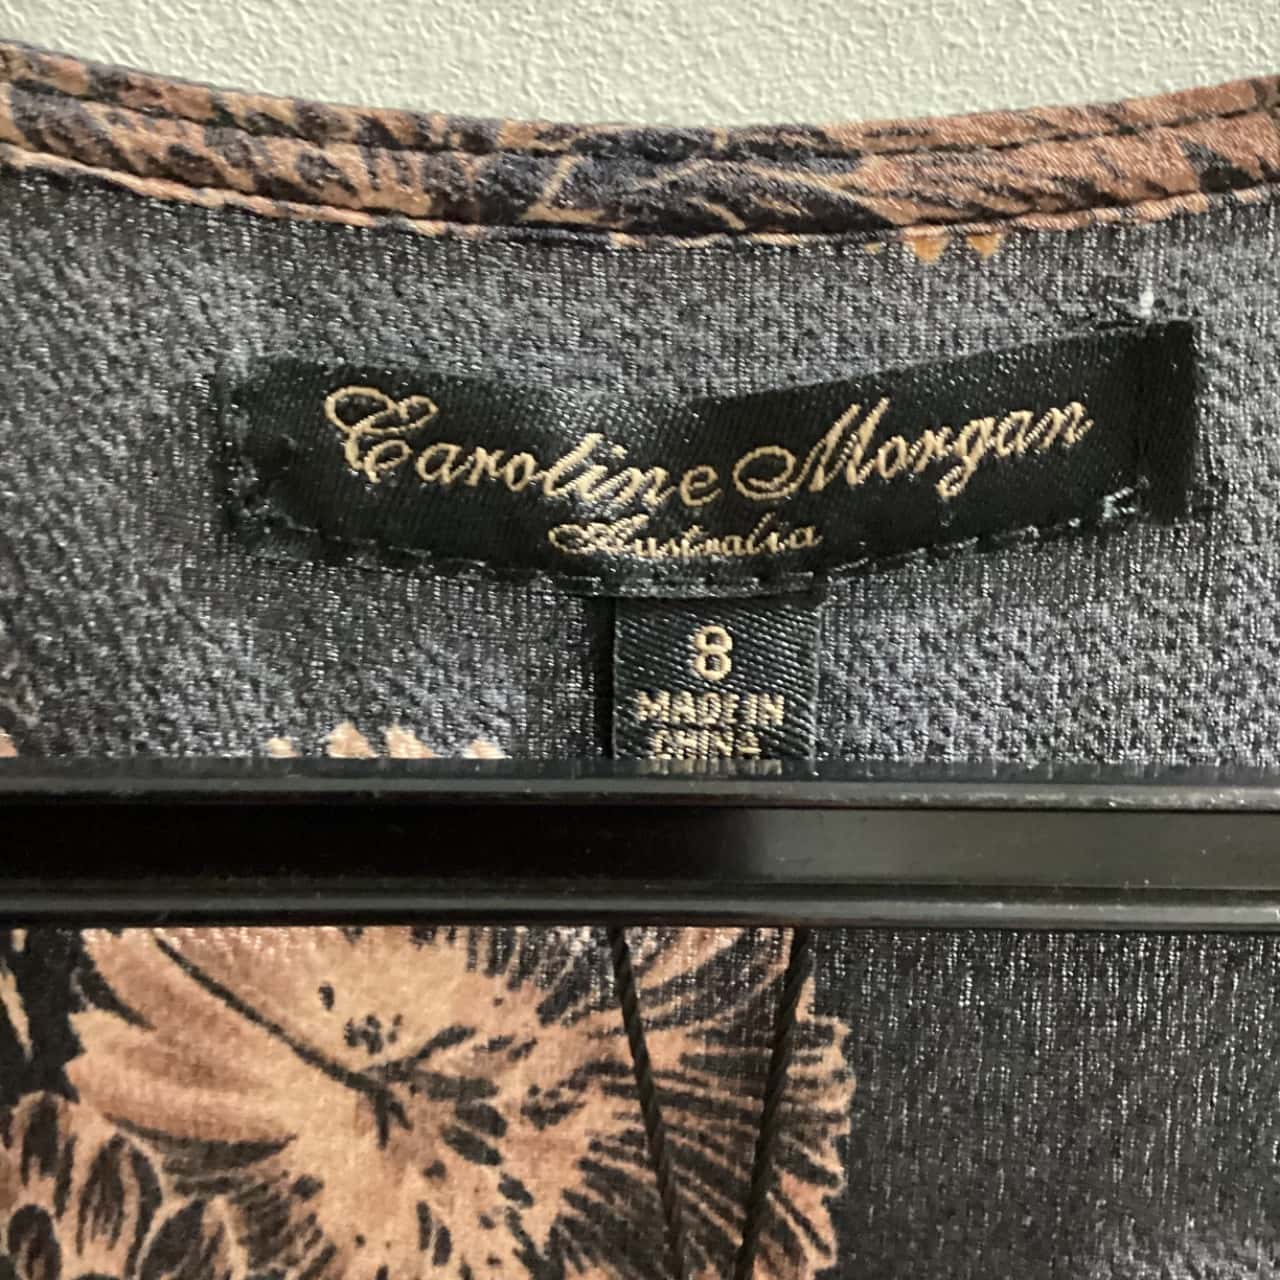 Caroline Morgan
Australia
8
MADE IN
CHINA